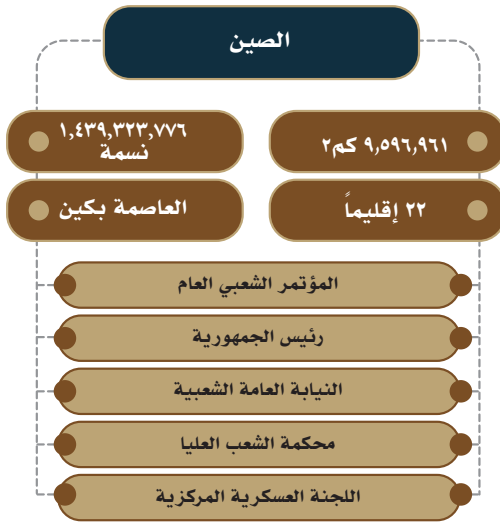 الصين
٩,٥٩٦,٩٦١ كم٢
١,٤٣٩,٣٢٣,٧٧٦
نسمة
٢٢ إقليماً
العاصمة بكين
المؤتمر الشعبي العام
رئيس الجمهورية
النيابة العامة الشعبية
محكمة الشعب العليا
اللجنة العسكرية المركزية